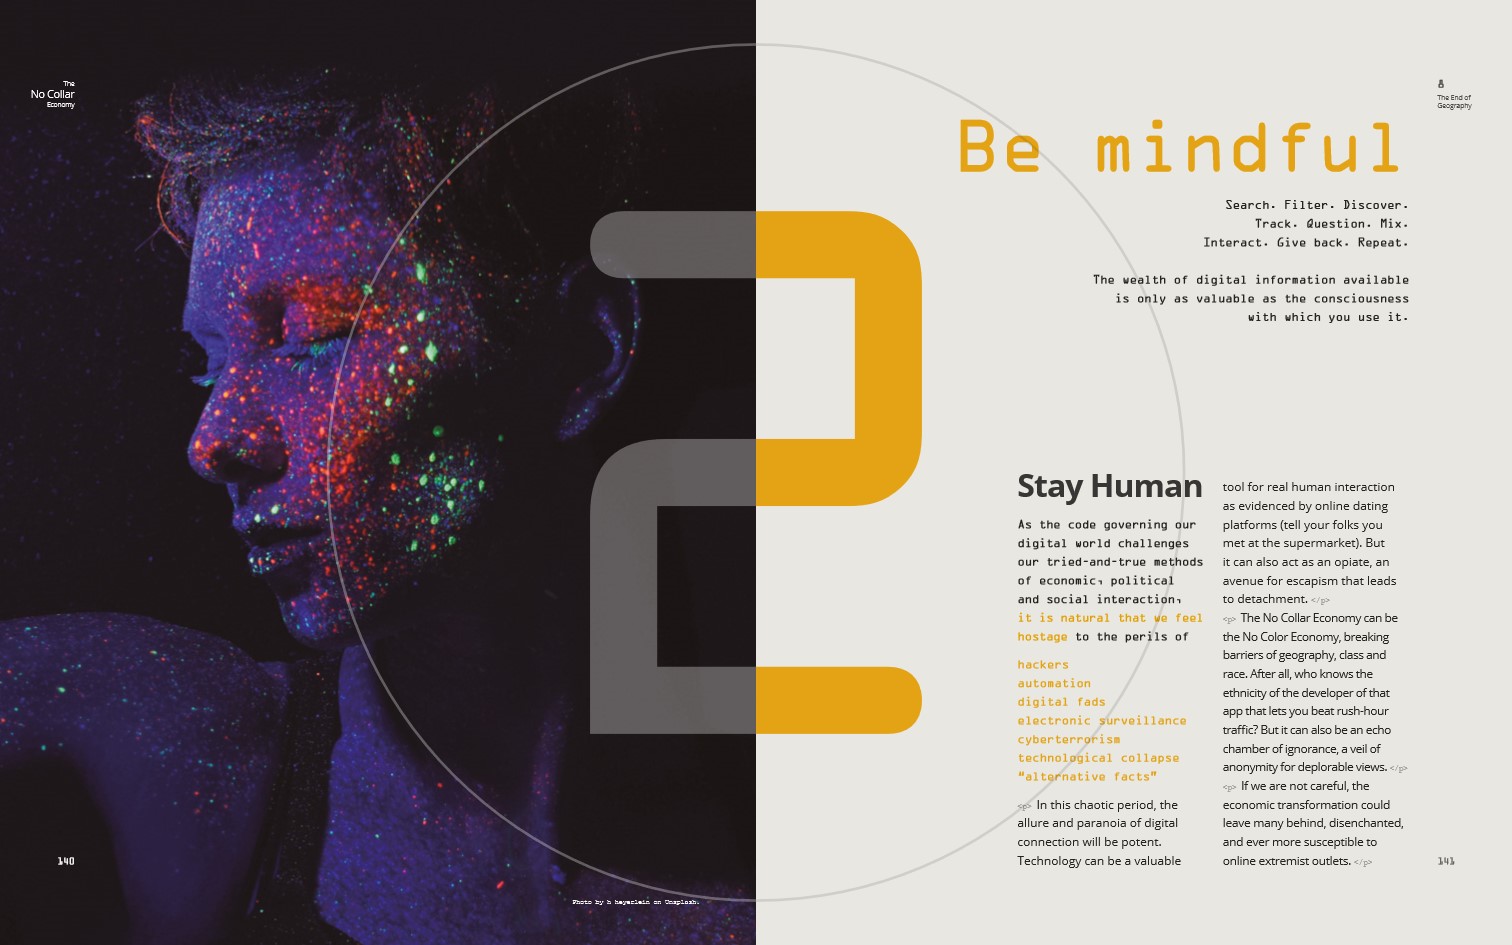 The
No Collar
Economy
140
Photo by h heyerlein on Unsplash.
2
8
The End of
Geography
Be mindful
Search. Filter. Discover.
Track. Question. Mix.
Interact. Give back. Repeat.
The wealth of digital information available
is only as valuable as the consciousness
with which you use it.
Stay Human
As the code governing our
digital world challenges
our tried-and-true methods
of economic, political
and social interaction,
it is natural that we feel
hostage to the perils of
hackers
automation
digital fads
electronic surveillance
cyberterrorism
technological collapse
"alternative facts"
<p> In this chaotic period, the
allure and paranoia of digital
connection will be potent.
Technology can be a valuable
tool for real human interaction
as evidenced by online dating
platforms (tell your folks you
met at the supermarket). But
it can also act as an opiate, an
avenue for escapism that leads
to detachment. </p>
<p> The No Collar Economy can be
the No Color Economy, breaking
barriers of geography, class and
race. After all, who knows the
ethnicity of the developer of that
app that lets you beat rush-hour
traffic? But it can also be an echo
chamber of ignorance, a veil of
anonymity for deplorable views. </p>
<p> If we are not careful, the
economic transformation could
leave many behind, disenchanted,
and ever more susceptible to
online extremist outlets. </p>
141